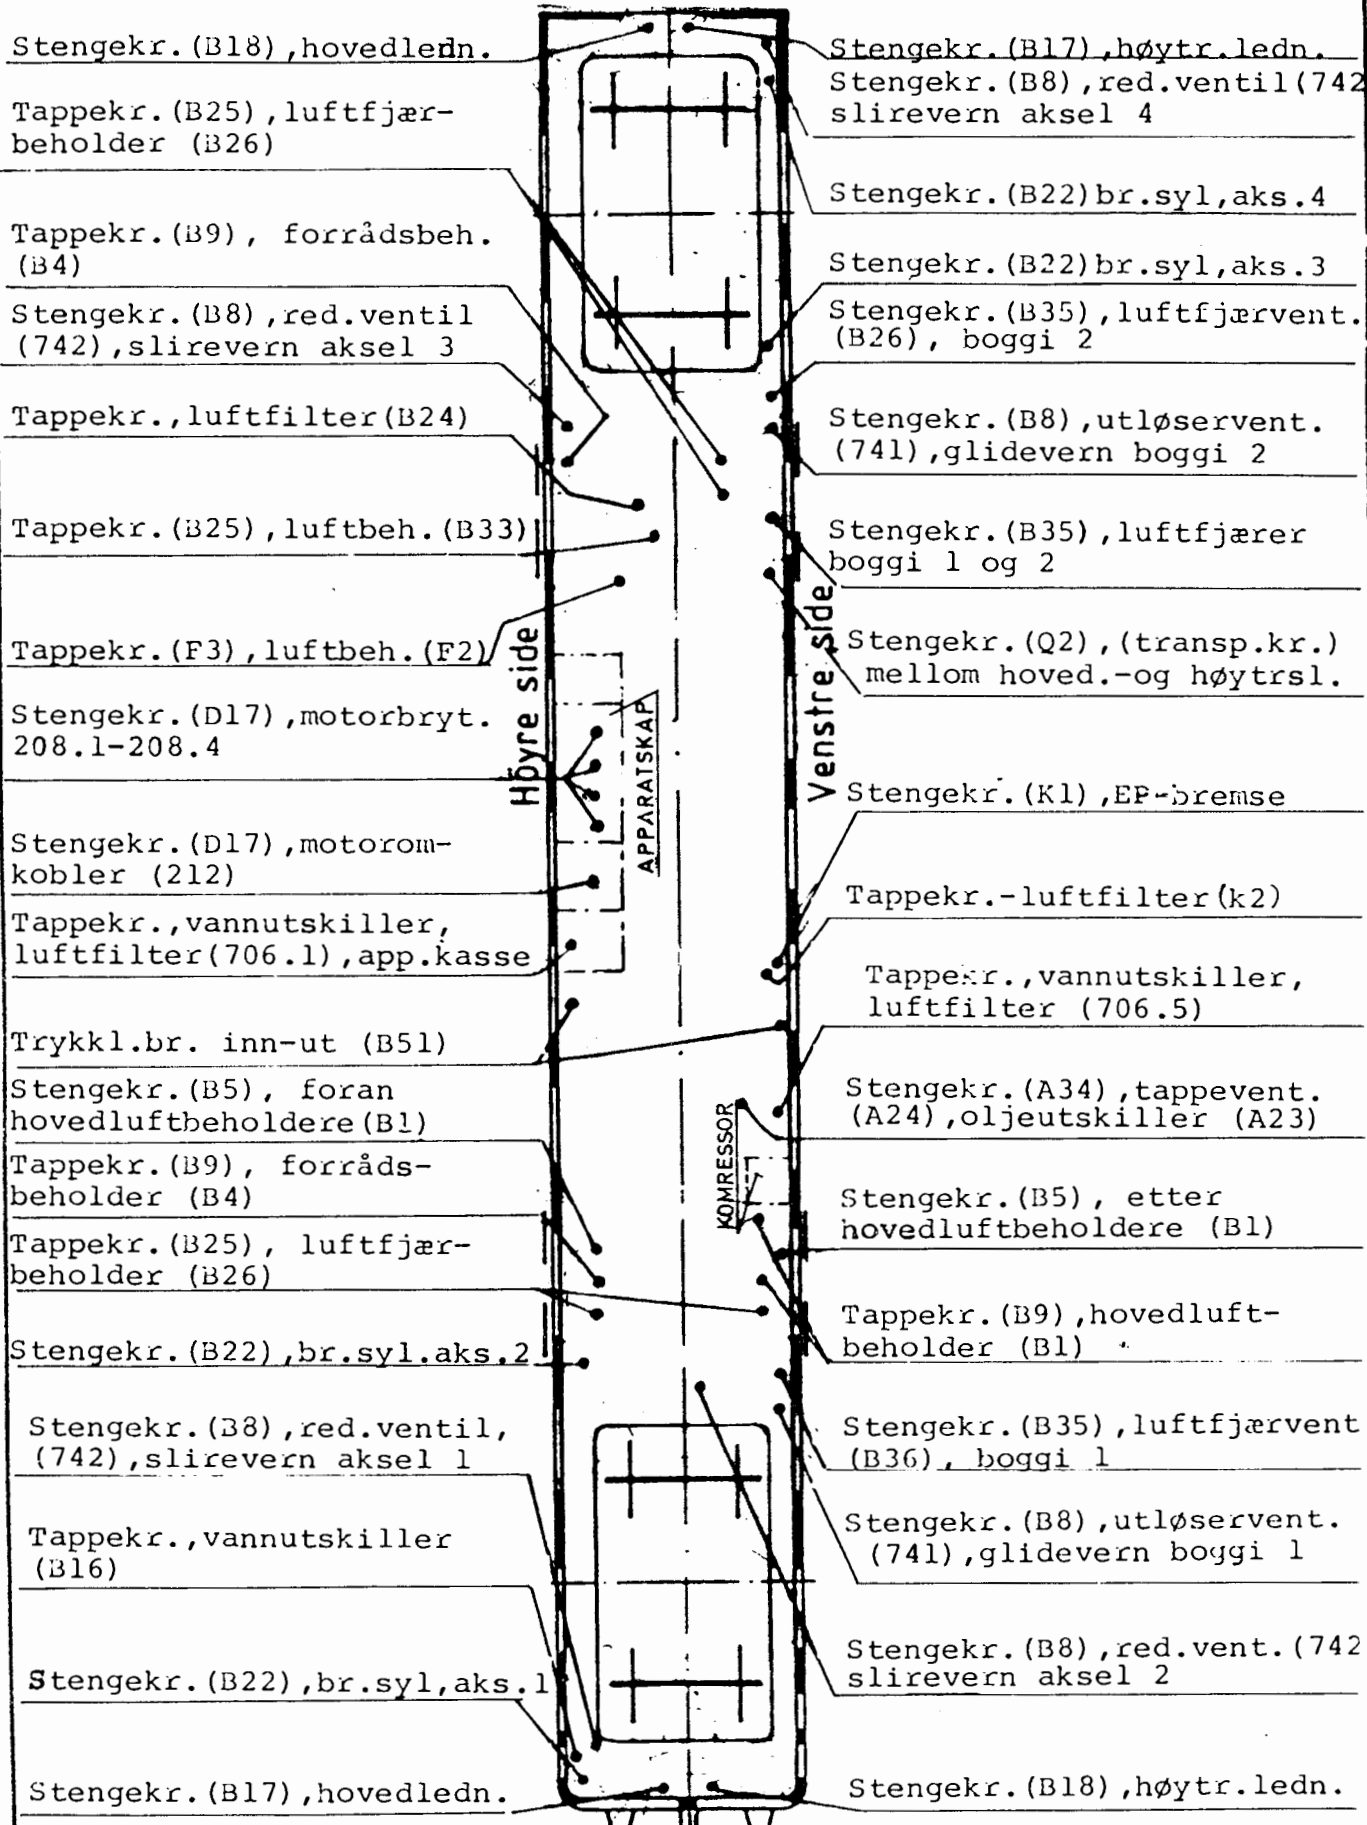 Stengekr.(B18),hovedledn.
Tappekr.(B25),luftfjær-
beholder (B26)
Tappekr.(B9), forrådsbeh.
(B4)
Stengekr.(B8),red.ventil
(742),slirevern aksel 3
Tappekr.,luftfilter(B24)
Tappekr.(B25),luftbeh.(B33)
Tappekr.(F3),luftbeh.(F2)
Stengekr.(D17),motorbryt.
208.1-208.4
Stengekr.(D17),motorom-
kobler (212)
Tappekr.,vannutskiller,
luftfilter(706.1),app.kasse
Trykkl.br. inn-ut (B51)
Stengekr.(B5), foran
hovedluftbeholdere(B1)
Tappekr.(B9), forråds-
beholder (B4)
Tappekr.(B25), luftfjær-
beholder (B26)
Stengekr.(B22),br.syl.aks.2
Stengekr.(B8),red.ventil,
(742),slirevern aksel 1
Tappekr.,vannutskiller
(B16)
Stengekr.(B22),br.syl,aks.1
Stengekr.(B17),hovedledn.
Höyre side
APPARATSKAP
KOMRESSOR
Venstre side
Stengekr.(B17),høytr.ledn.
Stengekr.(B8),red.ventil(742
slirevern aksel 4
Stengekr.(B22)br.syl,aks.4
Stengekr.(B22)br.syl,aks.3
Stengekr.(B35),luftfjærvent.
(B26), boggi 2
Stengekr.(B8),utløservent.
(741),glidevern boggi 2
Stengekr.(B35),luftfjærer
boggi 1 og 2
Stengekr.(Q2),(transp.kr.)
mellom hoved.-og høytrsl.
Stengekr.(K1),EP-bremse
Tappekr.-luftfilter(k2)
Tappekr.,vannutskiller,
luftfilter (706.5)
Stengekr.(A34),tappevent.
(A24),oljeutskiller (A23)
Stengekr.(B5), etter
hovedluftbeholdere (B1)
Tappekr.(B9),hovedluft-
beholder (B1)
Stengekr.(B35),luftfjærvent
(B36), boggi 1
Stengekr.(B8),utløservent.
(741),glidevern boggi 1
Stengekr.(B8),red.vent.(742
slirevern aksel 2
Stengekr.(B18),høytr.ledn.